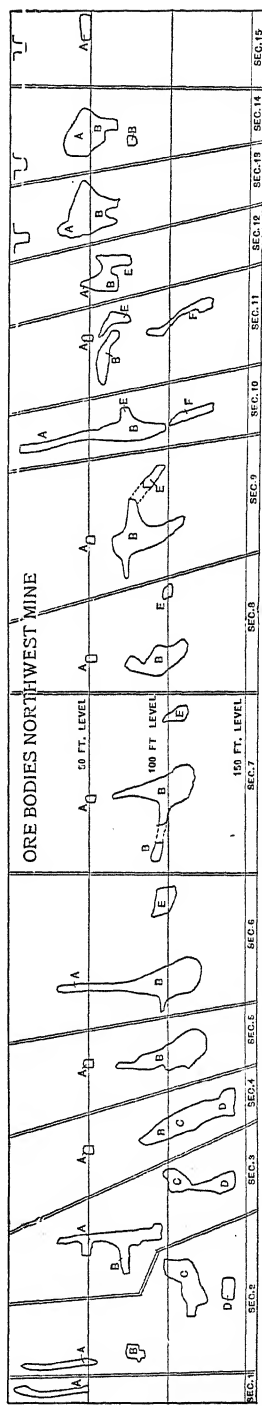 ORE BODIES NORTHWEST MINE
A A A A A A A A A A A A A A A
50 FT. LEVEL
B B B B B B B B B B B B B B B
E E E E E E E
100 FT LEVEL
C C C F F
D D D
150 FT. LEVEL
SEC.1 SEC.2 SEC.3 SEC.4 SEC.5 SEC.6 SEC.7 SEC.8 SEC.9 SEC.10 SEC.11 SEC.12 SEC.13 SEC.14 SEC.15